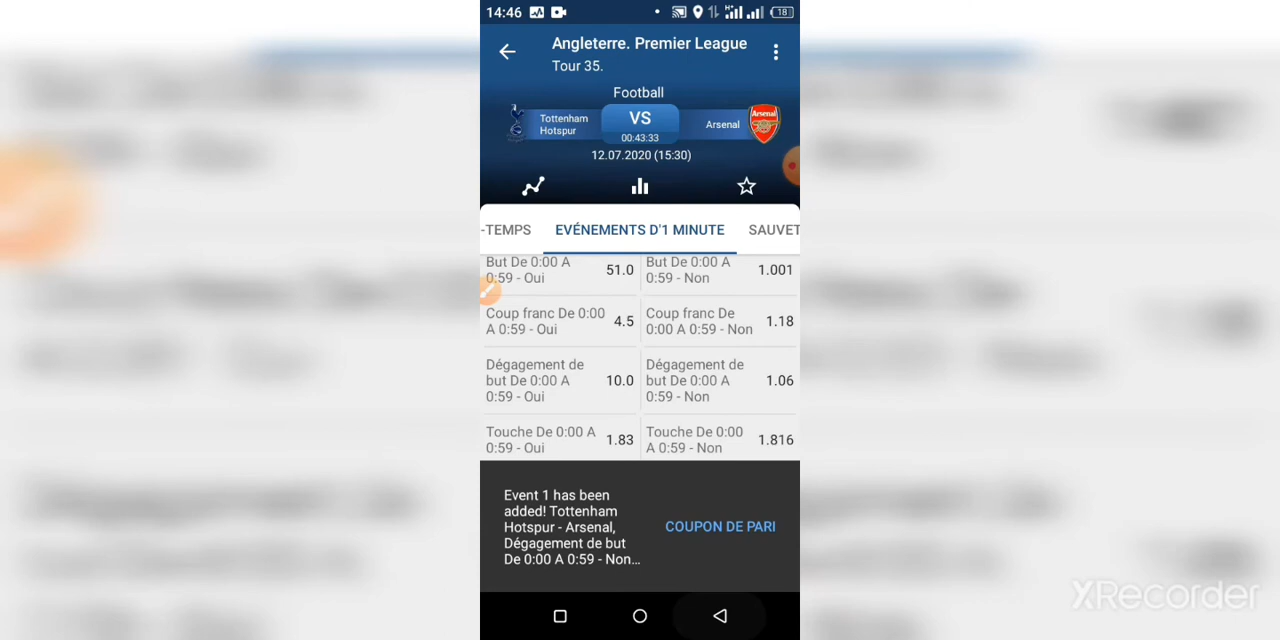 14:46
18
Angleterre. Premier League
Tour 35.
Football
Tottenham
Hotspur
VS
00:43:33
Arsenal
Arsenal
12.07.2020 (15:30)
-TEMPS
EVÉNEMENTS D'1 MINUTE
SAUVET
But De 0:00 A
0:59 - Oui
51.0
But De 0:00 A
0:59 - Non
1.001
Coup franc De 0:00
A 0:59 - Oui
4.5
Coup franc De
0:00 A 0:59 - Non
1.18
Dégagement de
but De 0:00 A
0:59 - Oui
10.0
Dégagement de
but De 0:00 A
0:59 - Non
1.06
Touche De 0:00 A
0:59 - Oui
1.83
Touche De 0:00
A 0:59 - Non
1.816
Event 1 has been
added! Tottenham
Hotspur - Arsenal,
Dégagement de but
De 0:00 A 0:59 - Non...
COUPON DE PARI
XRecorder